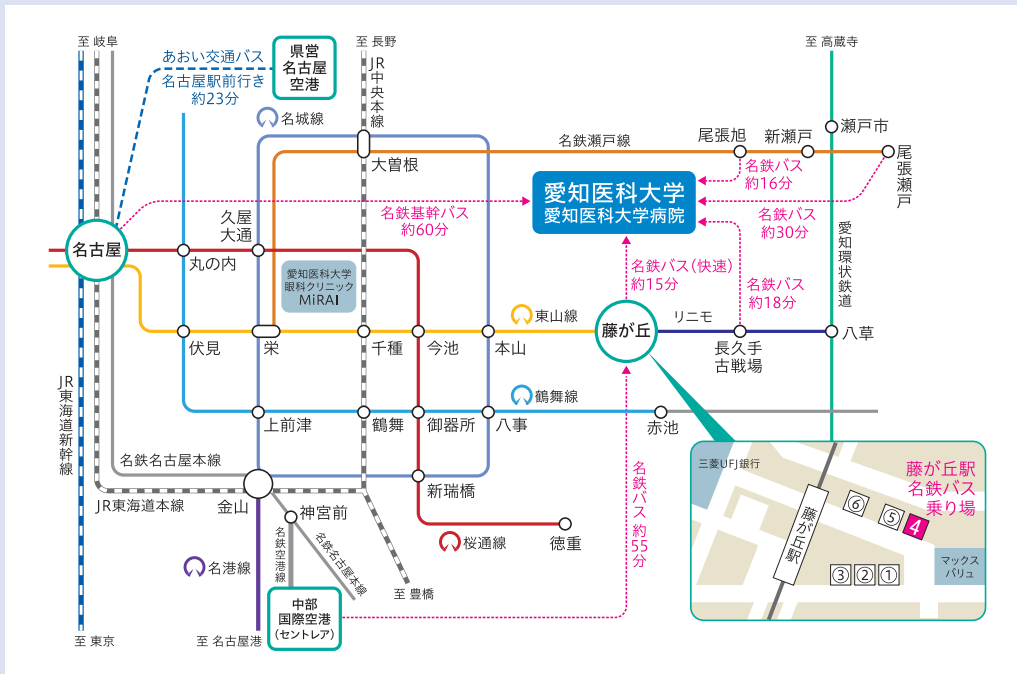 至 岐阜
あおい交通バス
名古屋駅前行き
約23分
県営
名古屋
空港
至 長野
JR中央本線
至 高蔵寺
名城線
大曽根
名鉄瀬戸線
尾張旭
新瀬戸
瀬戸市
尾張瀬戸
名鉄バス
約16分
愛知医科大学
愛知医科大学病院
名鉄バス
約30分
名鉄基幹バス
約60分
久屋
大通
名古屋
丸の内
愛知医科大学
眼科クリニック
MiRAI
名鉄バス(快速)
約15分
名鉄バス
約18分
愛知環状鉄道
東山線
藤が丘
リニモ
伏見
栄
千種
今池
本山
長久手
古戦場
八草
JR東海道新幹線
鶴舞線
上前津
鶴舞
御器所
八事
赤池
名鉄名古屋本線
JR東海道本線
金山
新瑞橋
神宮前
名鉄空港線
名鉄名古屋本線
桜通線
徳重
名鉄バス 約55分
名港線
至 豊橋
中部
国際空港
(セントレア)
至 東京
至 名古屋港
三菱UFJ銀行
藤が丘駅
藤が丘駅
名鉄バス
乗り場
⑥
⑤
4
③
②
①
マックス
バリュ